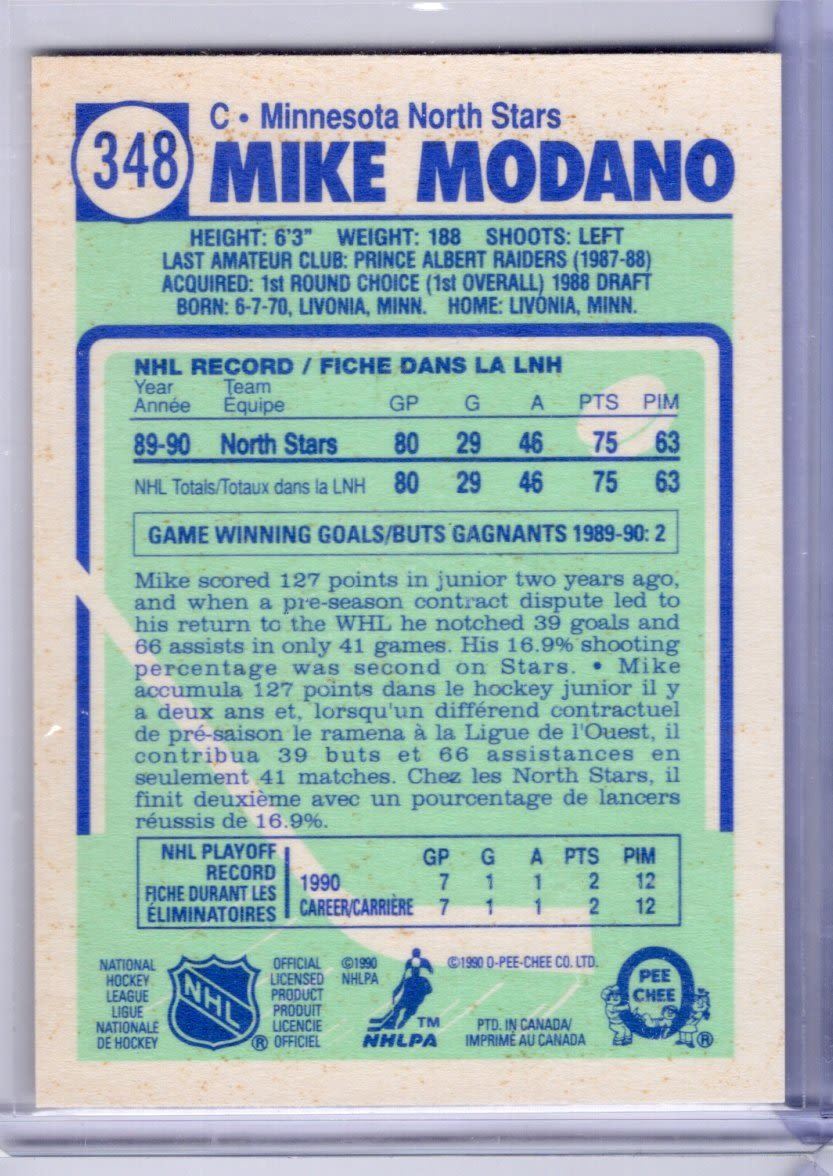 348
C • Minnesota North Stars
MIKE MODANO
HEIGHT: 6'3" WEIGHT: 188 SHOOTS: LEFT
LAST AMATEUR CLUB: PRINCE ALBERT RAIDERS (1987-88)
ACQUIRED: 1st ROUND CHOICE (1st OVERALL) 1988 DRAFT
BORN: 6-7-70, LIVONIA, MINN. HOME: LIVONIA, MINN.
NHL RECORD / FICHE DANS LA LNH
Year Team
Année Équipe GP G A PTS PIM
89-90 North Stars 80 29 46 75 63
NHL Totals/Totaux dans la LNH 80 29 46 75 63
GAME WINNING GOALS/BUTS GAGNANTS 1989-90: 2
Mike scored 127 points in junior two years ago,
and when a pre-season contract dispute led to
his return to the WHL he notched 39 goals and
66 assists in only 41 games. His 16.9% shooting
percentage was second on Stars. • Mike
accumula 127 points dans le hockey junior il y
a deux ans et, lorsqu'un différend contractuel
de pré-saison le ramena à la Ligue de l'Ouest, il
contribua 39 buts et 66 assistances en
seulement 41 matches. Chez les North Stars, il
finit deuxième avec un pourcentage de lancers
réussis de 16.9%.
NHL PLAYOFF
RECORD
FICHE DURANT LES
ÉLIMINATOIRES
GP G A PTS PIM
1990 7 1 1 2 12
CAREER/CARRIÈRE 7 1 1 2 12
NATIONAL
HOCKEY
LEAGUE
LIGUE
NATIONALE
DE HOCKEY
NHL
®
OFFICIAL
LICENSED
PRODUCT
PRODUIT
LICENCIE
OFFICIEL
©1990
NHLPA
TM
NHLPA
©1990 O-PEE-CHEE CO. LTD.
PTD. IN CANADA/
IMPRIMÉ AU CANADA
PEE
CHEE
®